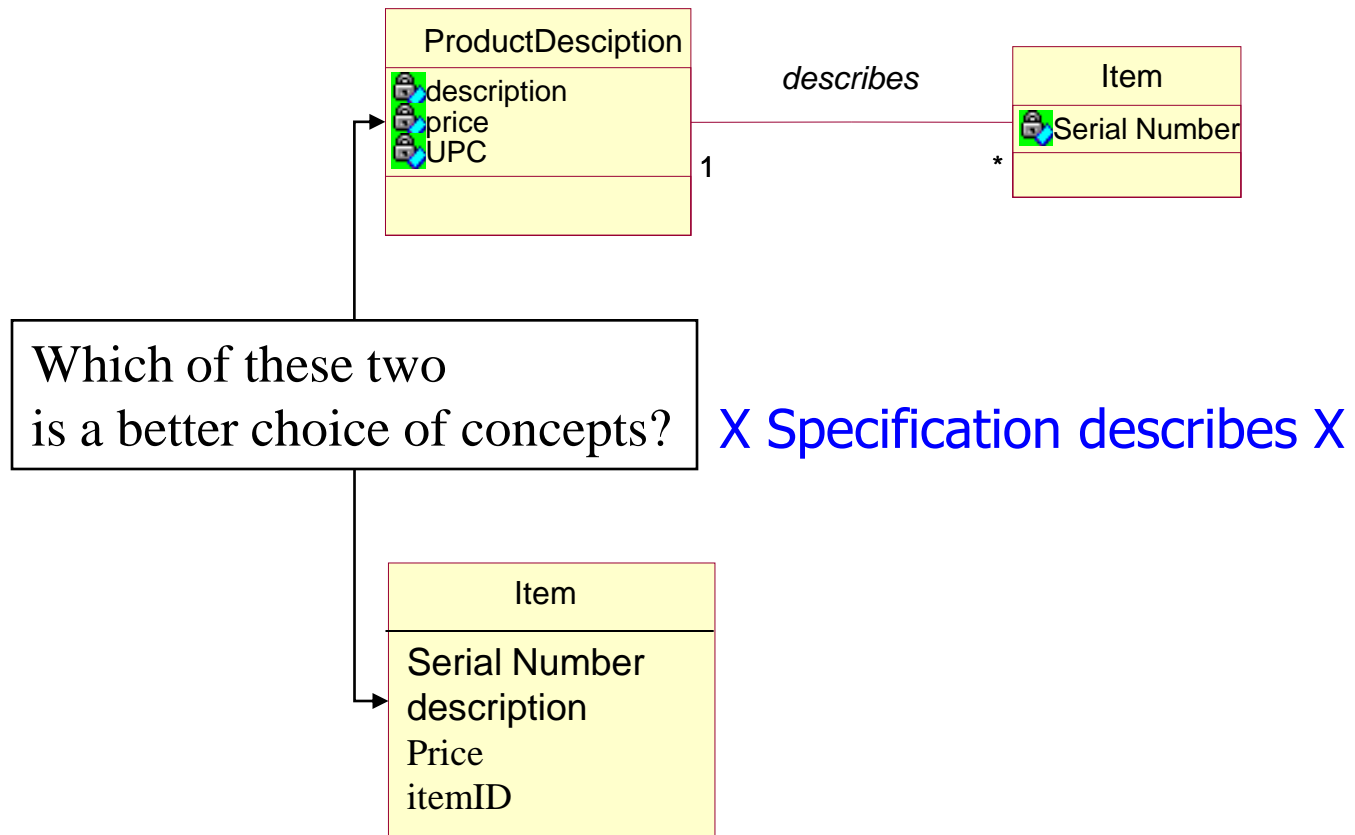 ProductDesciption
description
price
UPC
describes
1
*
Item
Serial Number
Which of these two
is a better choice of concepts?
X Specification describes X
Item
Serial Number
description
Price
itemID